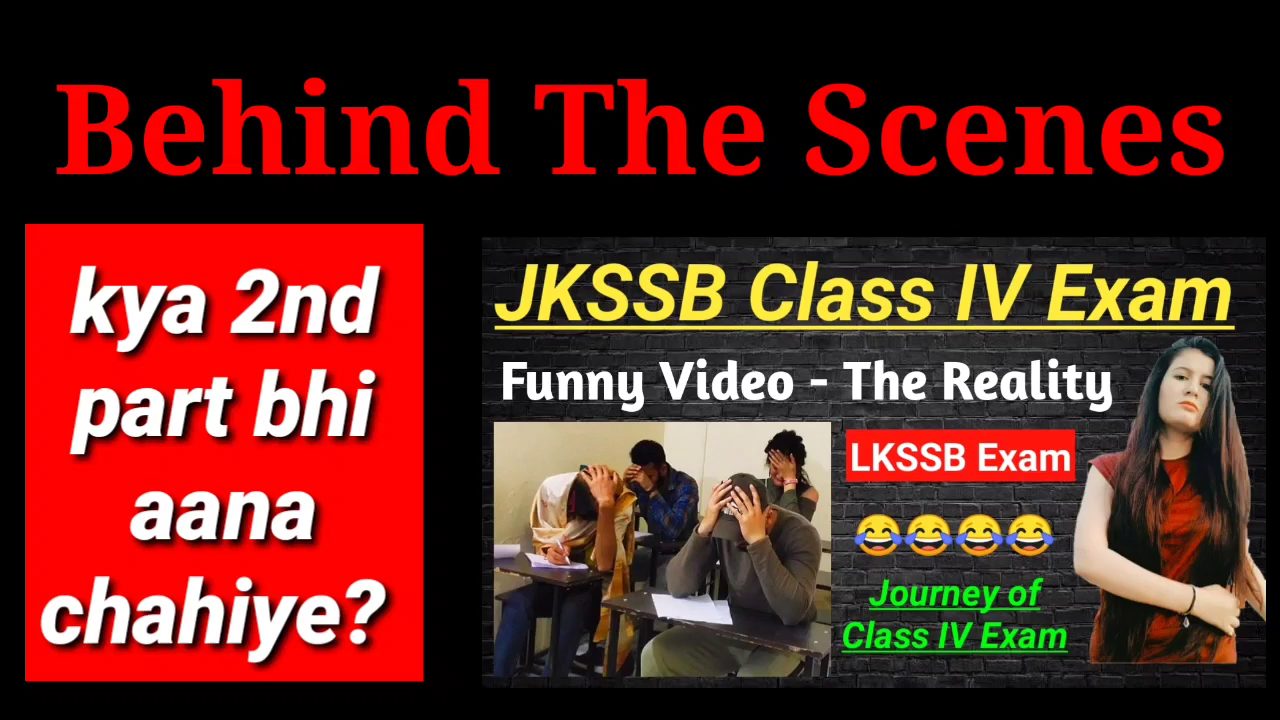 Behind The Scenes
kya 2nd
part bhi
aana
chahiye?
JKSSB Class IV Exam
Funny Video - The Reality
LKSSB Exam
😂😂😂😂
Journey of
Class IV Exam